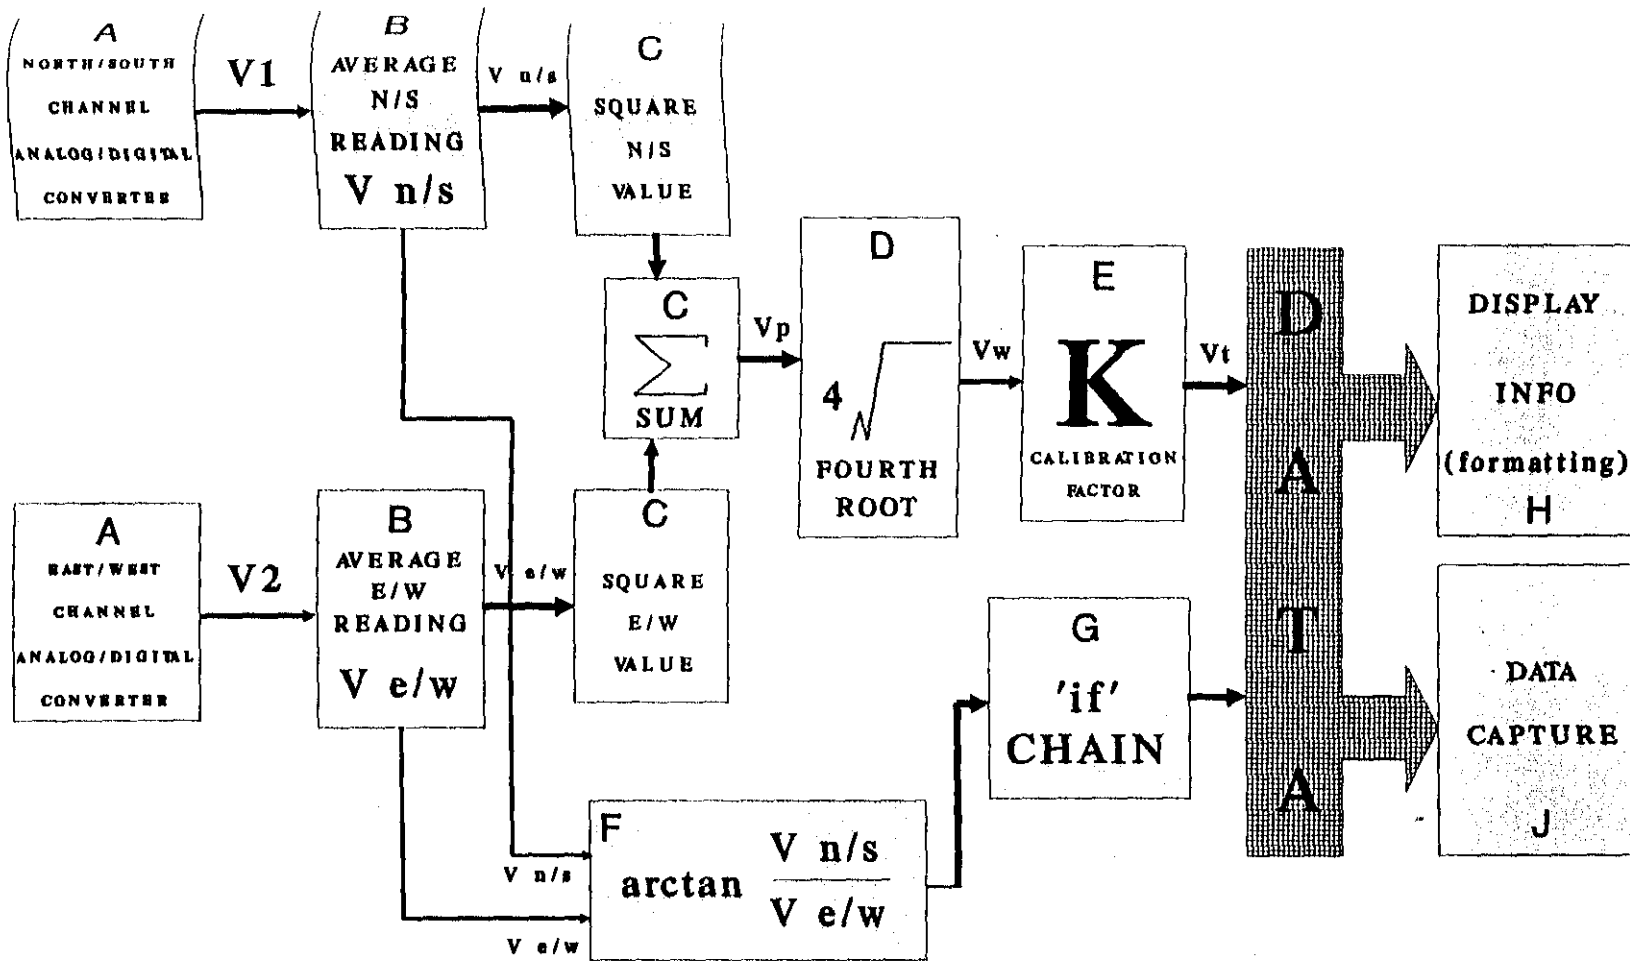 A
NORTH/SOUTH
CHANNEL
ANALOG/DIGITAL
CONVERTER
V1
B
AVERAGE
N/S
READING
V n/s
V n/s
C
SQUARE
N/S
VALUE
C
SUM
Vp
D
4
FOURTH
ROOT
Vw
E
K
CALIBRATION
FACTOR
Vt
DATA
DISPLAY
INFO
(formatting)
H
A
EAST/WEST
CHANNEL
ANALOG/DIGITAL
CONVERTER
V2
B
AVERAGE
E/W
READING
V e/w
V e/w
C
SQUARE
E/W
VALUE
G
'if'
CHAIN
DATA
CAPTURE
J
F
arctan
V n/s
V e/w
V n/s
V e/w